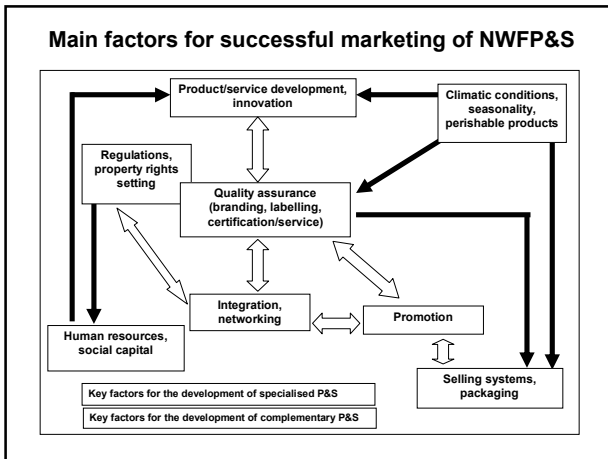 Main factors for successful marketing of NWFP&S
Product/service development,
innovation
Climatic conditions,
seasonality,
perishable products
Regulations,
property rights
setting
Quality assurance
(branding, labelling,
certification/service)
Integration,
networking
Promotion
Human resources,
social capital
Selling systems,
packaging
Key factors for the development of specialised P&S
Key factors for the development of complementary P&S